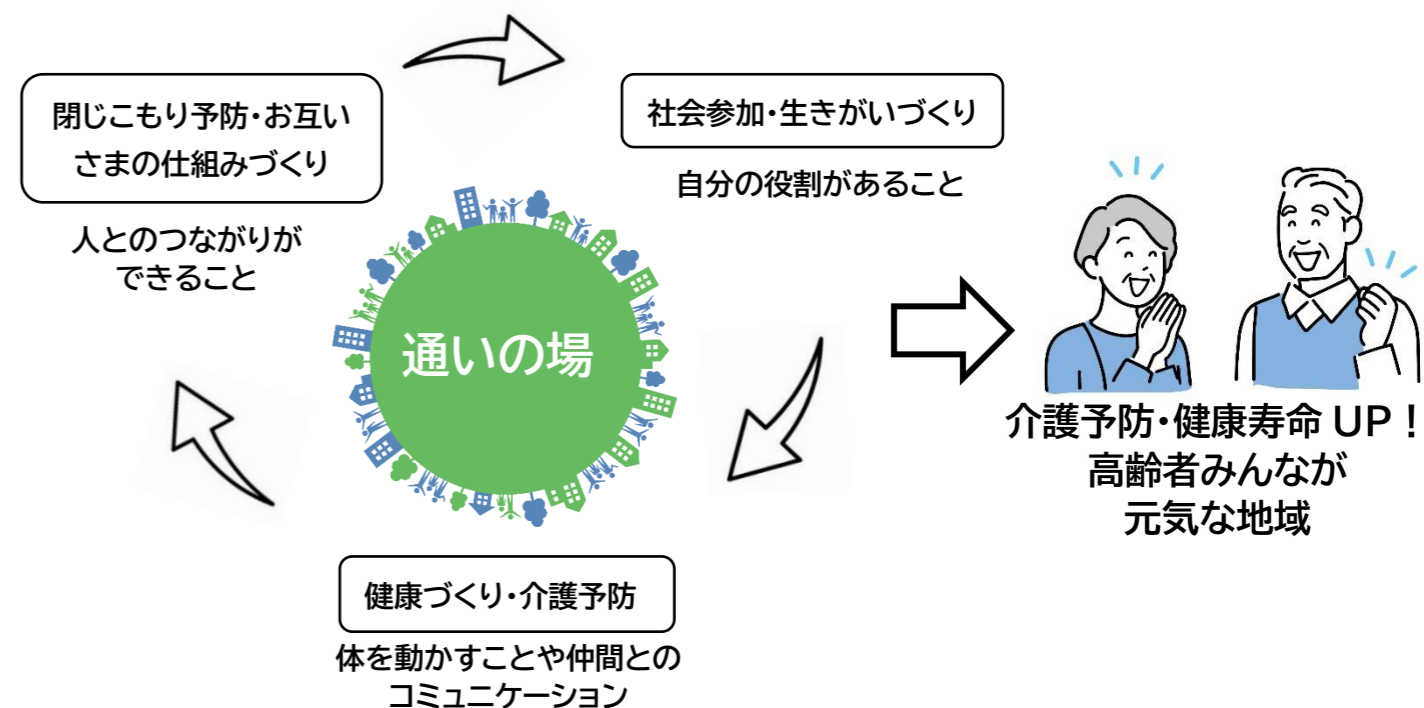 閉じこもり予防・お互い
さまの仕組みづくり
人とのつながりが
できること
社会参加・生きがいづくり
自分の役割があること
通いの場
健康づくり・介護予防
体を動かすことや仲間との
コミュニケーション
介護予防・健康寿命 UP！
高齢者みんなが
元気な地域